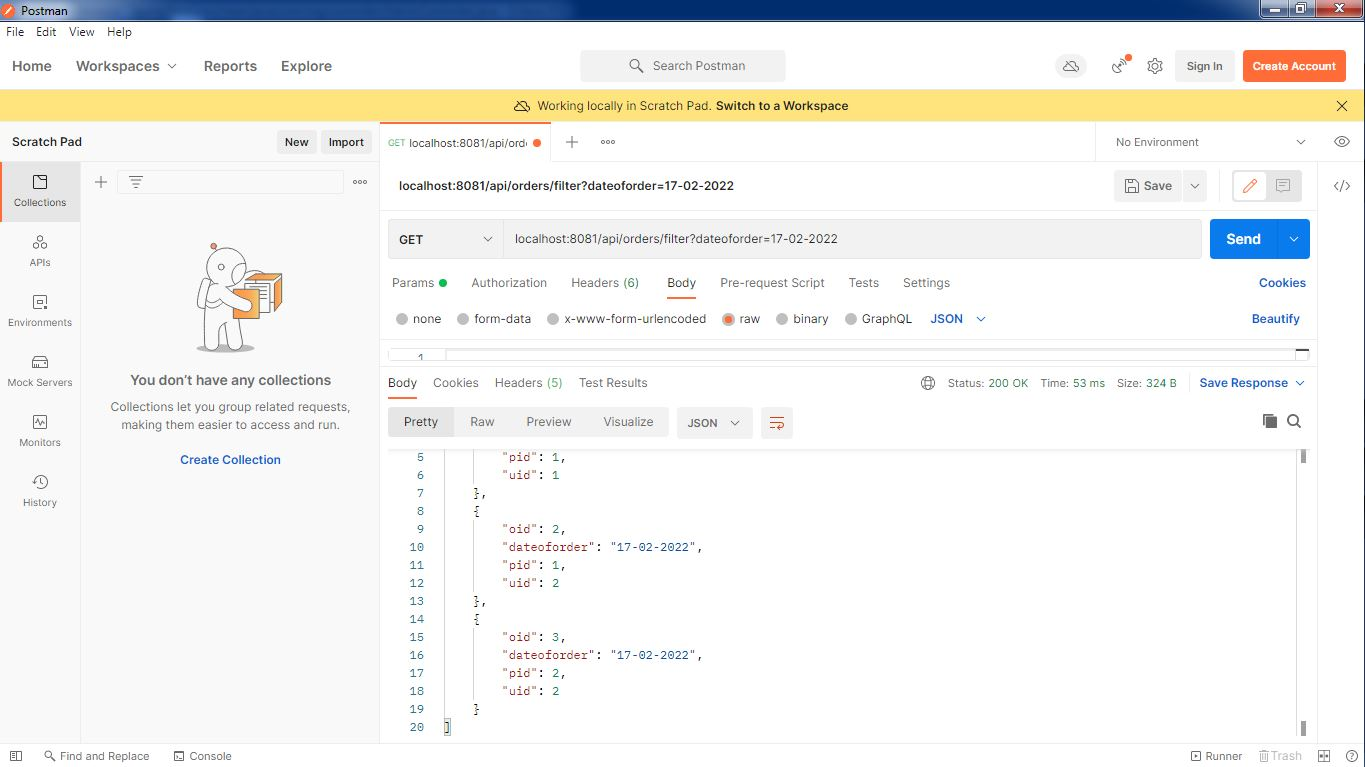 Postman
File Edit View Help
Home Workspaces Reports Explore Search Postman Sign In Create Account
Working locally in Scratch Pad. Switch to a Workspace
Scratch Pad New Import
GET localhost:8081/api/ord
No Environment
Collections
APIs
Environments
Mock Servers
Monitors
History
You don't have any collections
Collections let you group related requests,
making them easier to access and run.
Create Collection
localhost:8081/api/orders/filter?dateoforder=17-02-2022
Save
GET localhost:8081/api/orders/filter?dateoforder=17-02-2022 Send
Params Authorization Headers (6) Body Pre-request Script Tests Settings Cookies
none form-data x-www-form-urlencoded raw binary GraphQL JSON Beautify
1
Body Cookies Headers (5) Test Results Status: 200 OK Time: 53 ms Size: 324 B Save Response
Pretty Raw Preview Visualize JSON
5 "pid": 1,
6 "uid": 1
7 },
8 {
9 "oid": 2,
10 "dateoforder": "17-02-2022",
11 "pid": 1,
12 "uid": 2
13 },
14 {
15 "oid": 3,
16 "dateoforder": "17-02-2022",
17 "pid": 2,
18 "uid": 2
19 }
20 ]
Find and Replace Console Runner Trash